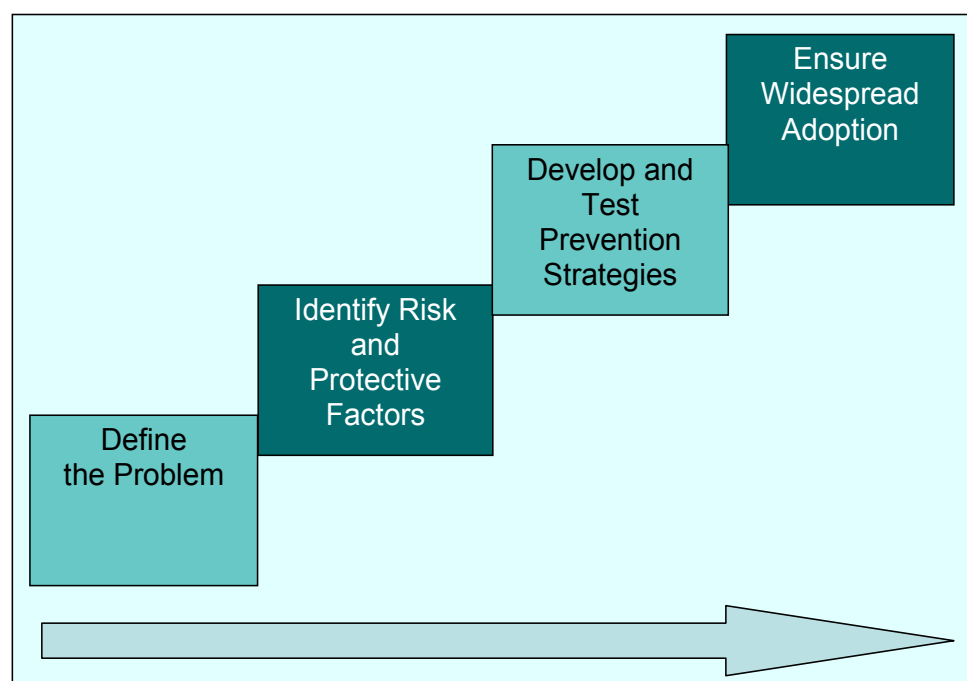 Define
the Problem
Identify Risk
and
Protective
Factors
Develop and
Test
Prevention
Strategies
Ensure
Widespread
Adoption